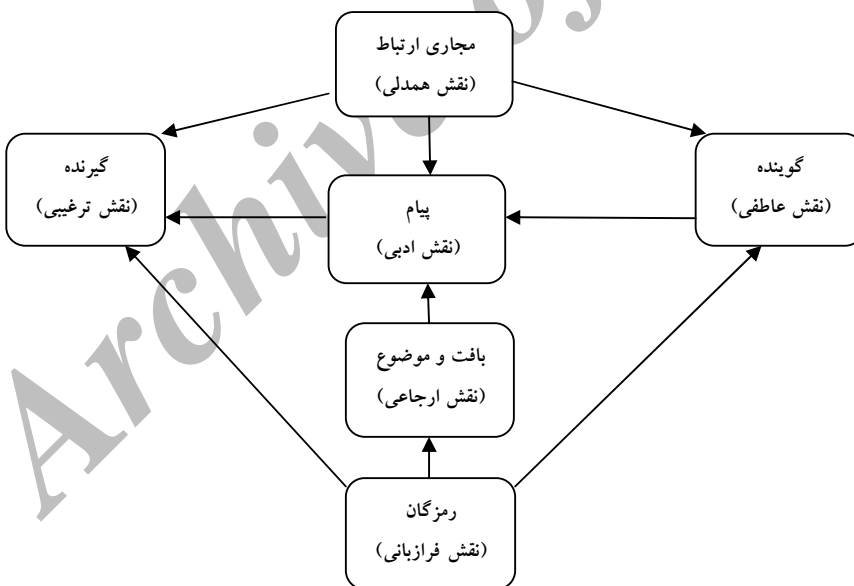 مجاری ارتباط
(نقش همدلی)
گوینده
(نقش عاطفی)
پیام
(نقش ادبی)
گیرنده
(نقش ترغیبی)
بافت و موضوع
(نقش ارجاعی)
رمزگان
(نقش فرازبانی)
Archive